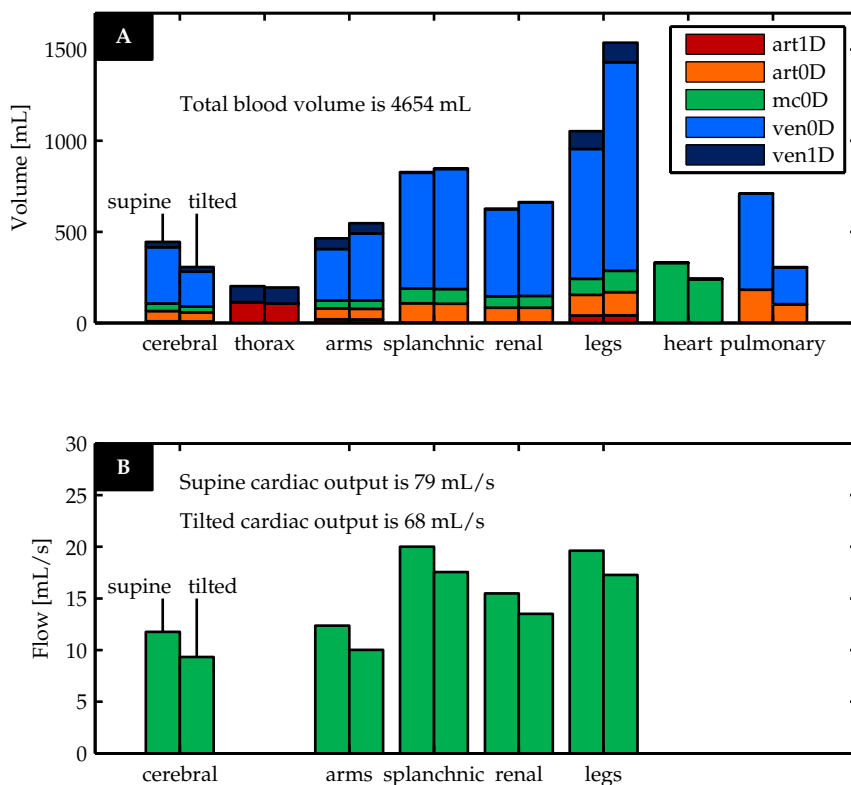 A
1500
1000
500
0
Volume [mL]
Total blood volume is 4654 mL
supine tilted
art1D
art0D
mc0D
ven0D
ven1D
cerebral thorax arms splanchnic renal legs heart pulmonary
B
30
25
20
15
10
5
0
Flow [mL/s]
Supine cardiac output is 79 mL/s
Tilted cardiac output is 68 mL/s
supine tilted
cerebral arms splanchnic renal legs